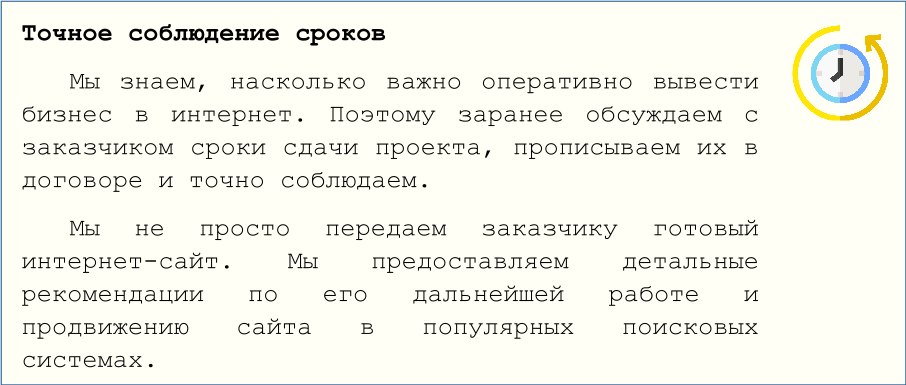 Точное соблюдение сроков
Мы знаем, насколько важно оперативно вывести
бизнес в интернет. Поэтому заранее обсуждаем с
заказчиком сроки сдачи проекта, прописываем их в
договоре и точно соблюдаем.
Мы не просто передаем заказчику готовый
интернет-сайт. Мы предоставляем детальные
рекомендации по его дальнейшей работе и
продвижению сайта в популярных поисковых
системах.